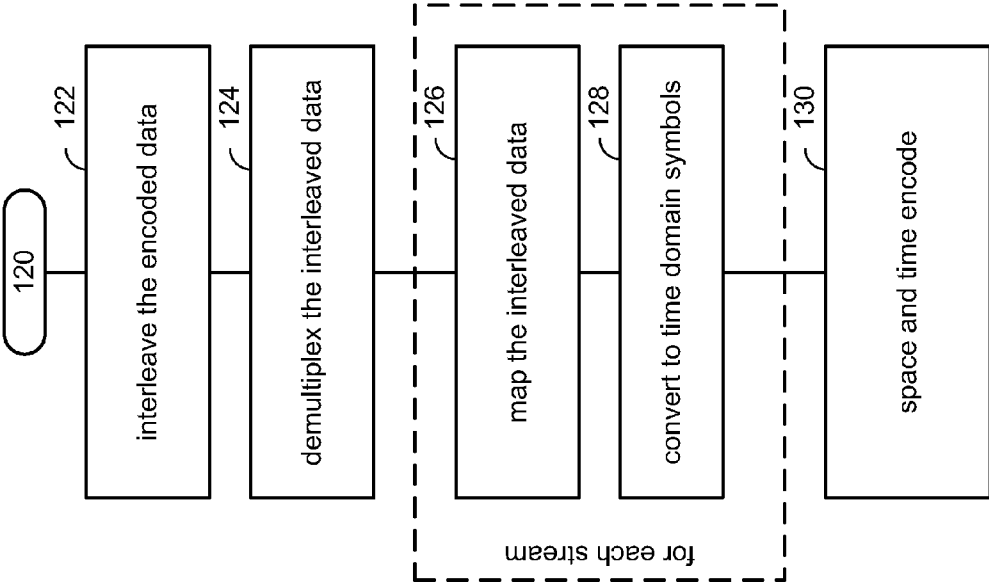 120
122
interleave the encoded data
124
demultiplex the interleaved data
for each stream
126
map the interleaved data
128
convert to time domain symbols
130
space and time encode